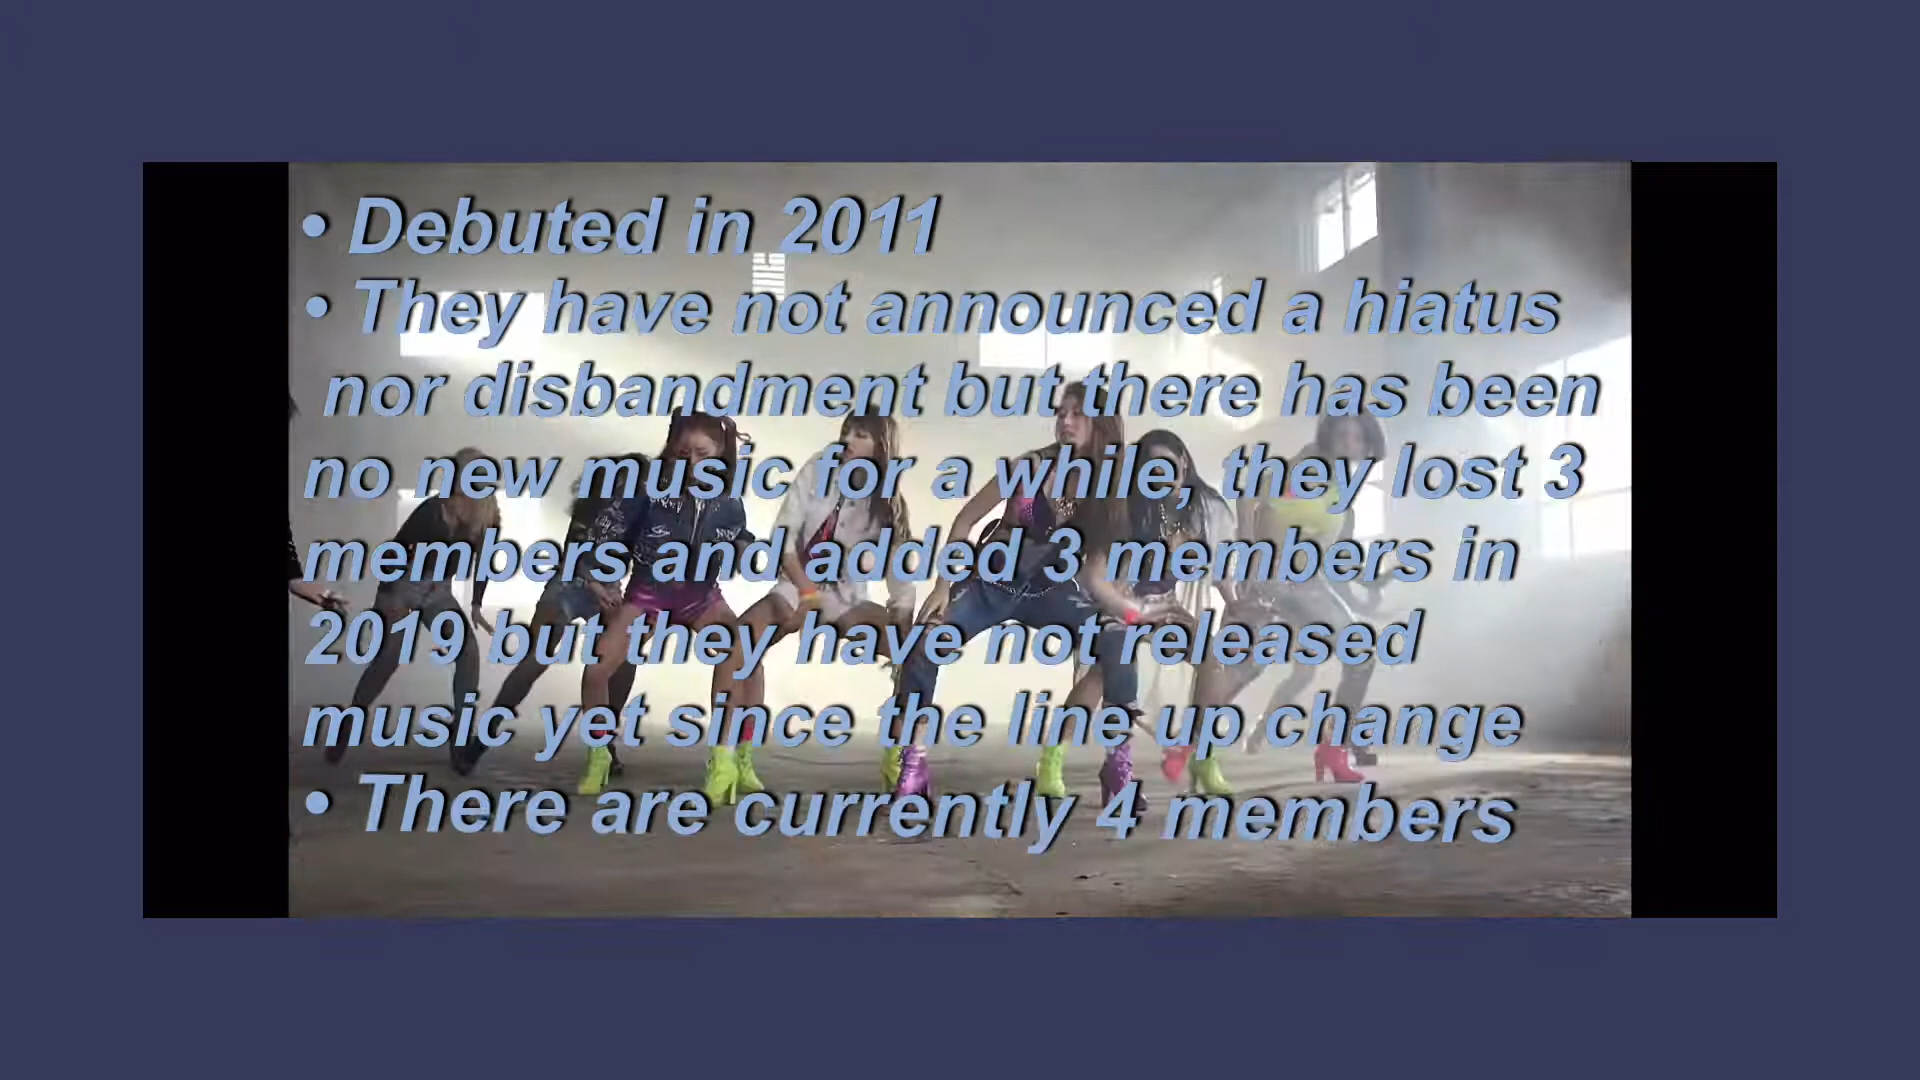 • Debuted in 2011
• They have not announced a hiatus
nor disbandment but there has been
no new music for a while, they lost 3
members and added 3 members in
2019 but they have not released
music yet since the line up change
• There are currently 4 members